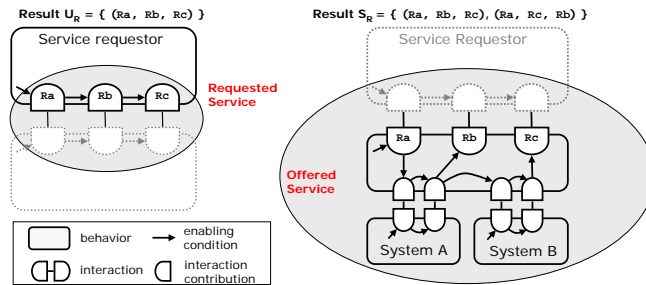 Result U_R = { (Ra, Rb, Rc) }
Service requestor
Ra Rb Rc
Requested
Service
Result S_R = { (Ra, Rb, Rc), (Ra, Rc, Rb) }
Service Requestor
Ra Rb Rc
Offered
Service
System A System B
behavior
enabling
condition
interaction
interaction
contribution